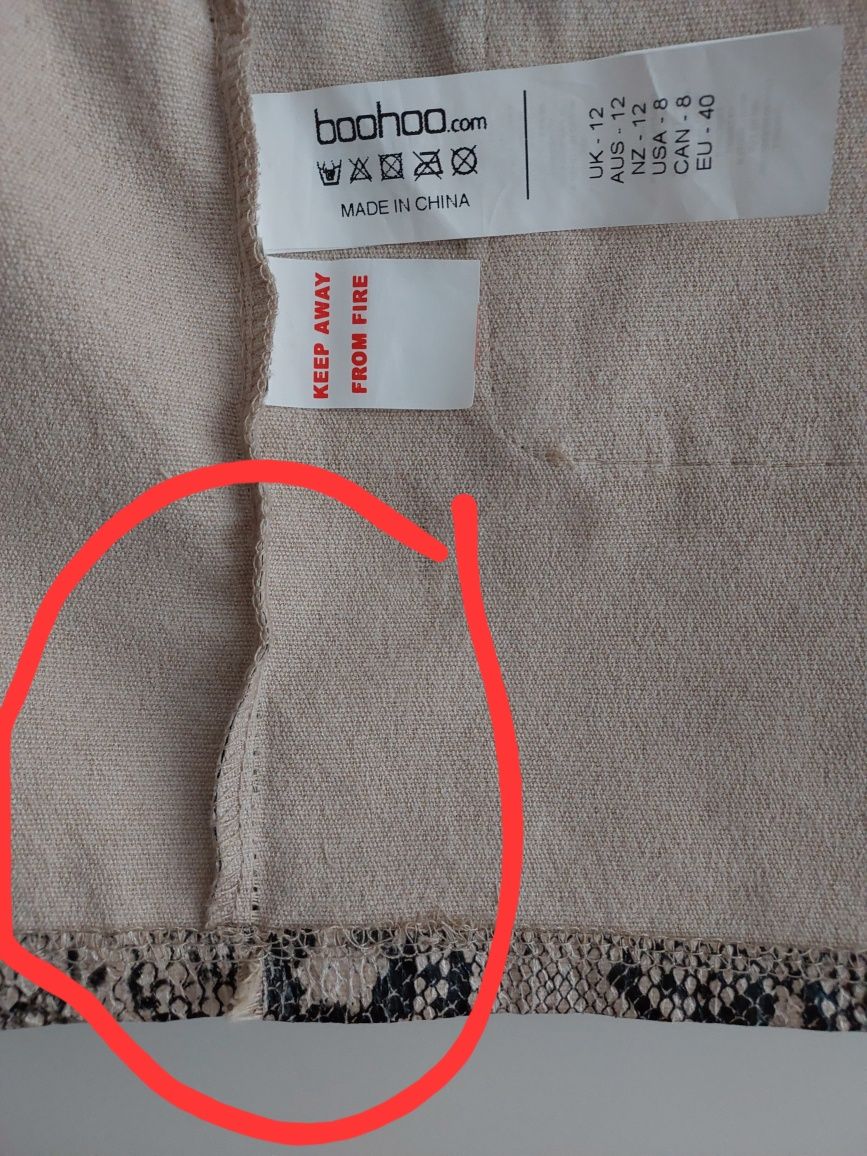 boohoo.com
MADE IN CHINA
UK - 12
AUS - 12
NZ - 12
USA - 8
CAN - 8
EU - 40
KEEP AWAY
FROM FIRE